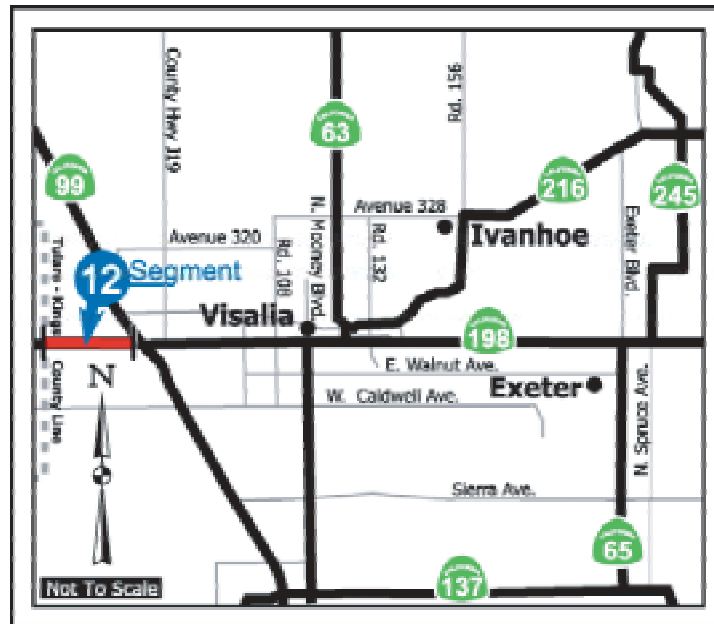 County Hwy J19
63
Rd. 156
99
216
245
Avenue 328
Ivanhoe
N. Mooney Blvd.
Rd. 132
Exeter Blvd.
Avenue 320
Rd. 108
Tulare - Kings County Line
12
Segment
Visalia
198
N
E. Walnut Ave.
Exeter
W. Caldwell Ave.
N. Spruce Ave.
Sierra Ave.
65
137
Not To Scale